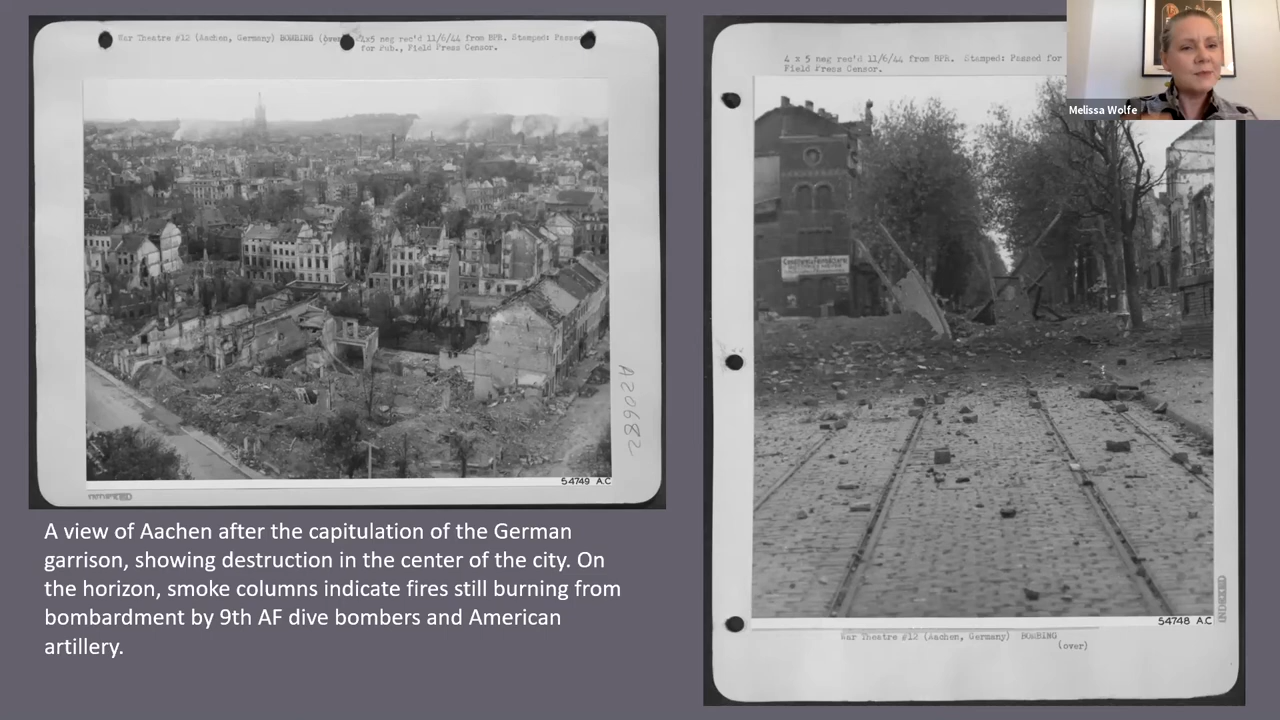 War Theatre #12 (Aachen, Germany) BOMBING (over) 4x5 neg rec'd 11/6/44 from BPR. Stamped: Passed
for Pub., Field Press Censor.
A20682
54749 A.C
A view of Aachen after the capitulation of the German
garrison, showing destruction in the center of the city. On
the horizon, smoke columns indicate fires still burning from
bombardment by 9th AF dive bombers and American
artillery.
4 x 5 neg rec'd 11/6/44 from BPR. Stamped: Passed for
Field Press Censor.
Melissa Wolfe
54748 A.C
INDEXED
War Theatre #12 (Aachen, Germany) BOMBING
(over)